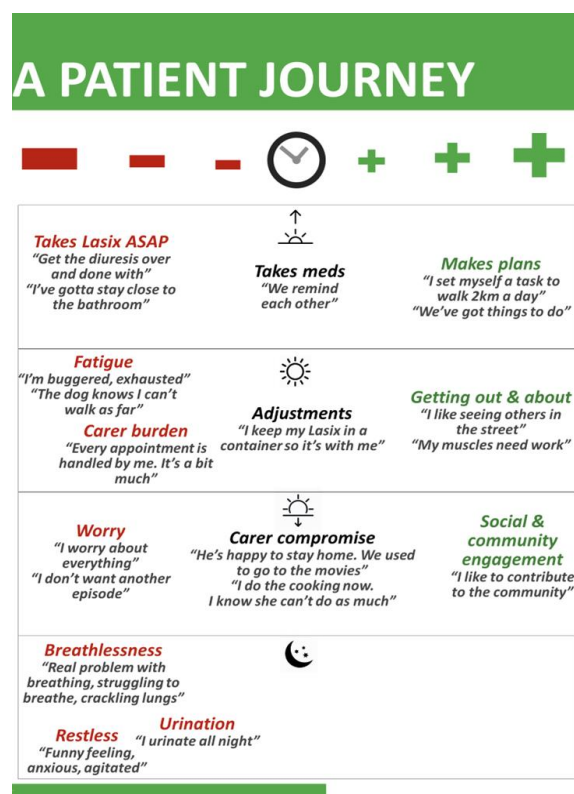 A PATIENT JOURNEY
Takes Lasix ASAP
“Get the diuresis over
and done with”
“I’ve gotta stay close to
the bathroom”
Takes meds
“We remind
each other”
Makes plans
“I set myself a task to
walk 2km a day”
“We’ve got things to do”
Fatigue
“I’m buggered, exhausted”
“The dog knows I can’t
walk as far”
Carer burden
“Every appointment is
handled by me. It’s a bit
much”
Adjustments
“I keep my Lasix in a
container so it’s with me”
Getting out & about
“I like seeing others in
the street”
“My muscles need work”
Worry
“I worry about
everything”
“I don’t want another
episode”
Carer compromise
“He’s happy to stay home. We used
to go to the movies”
“I do the cooking now.
I know she can’t do as much”
Social &
community
engagement
“I like to contribute
to the community”
Breathlessness
“Real problem with
breathing, struggling to
breathe, crackling lungs”
Urination
“I urinate all night”
Restless
“Funny feeling,
anxious, agitated”